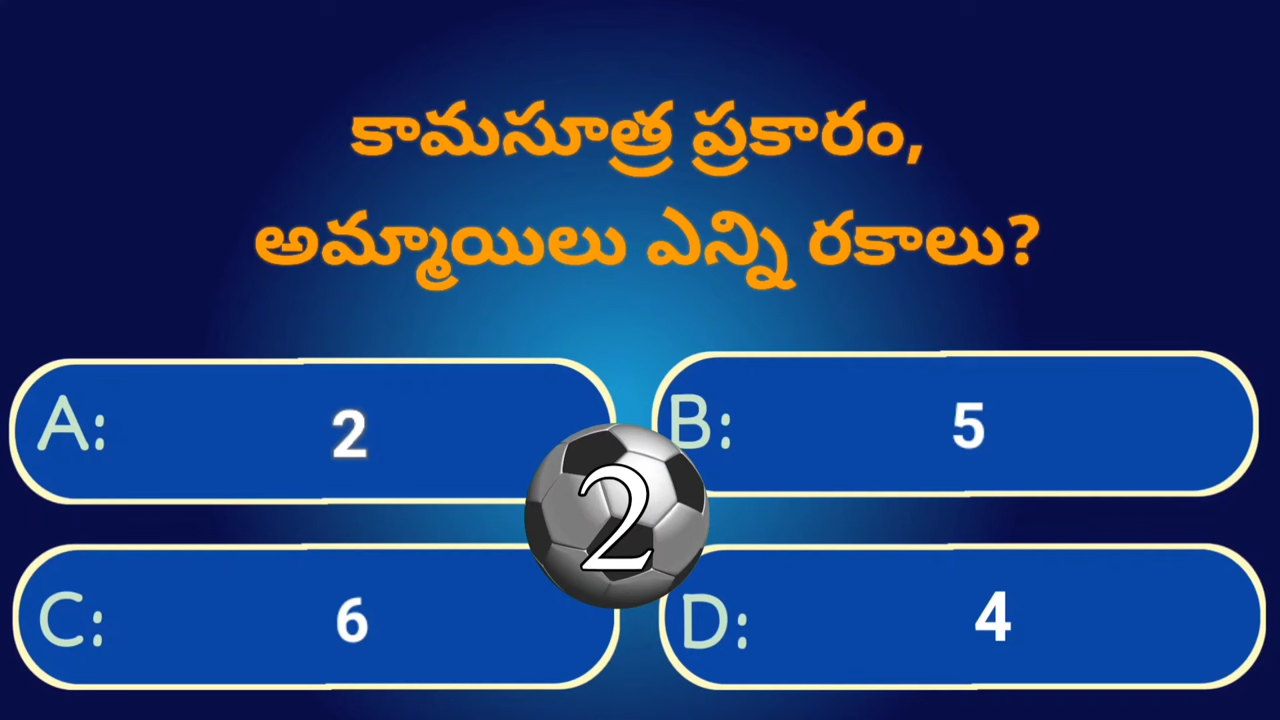 కామసూత్ర ప్రకారం,
అమ్మాయిలు ఎన్ని రకాలు?
A: 2
B: 5
2
C: 6
D: 4